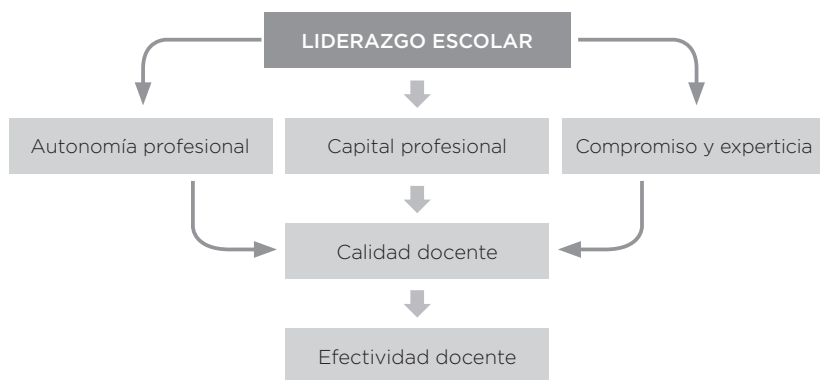 LIDERAZGO ESCOLAR
Autonomía profesional
Capital profesional
Compromiso y experticia
Calidad docente
Efectividad docente